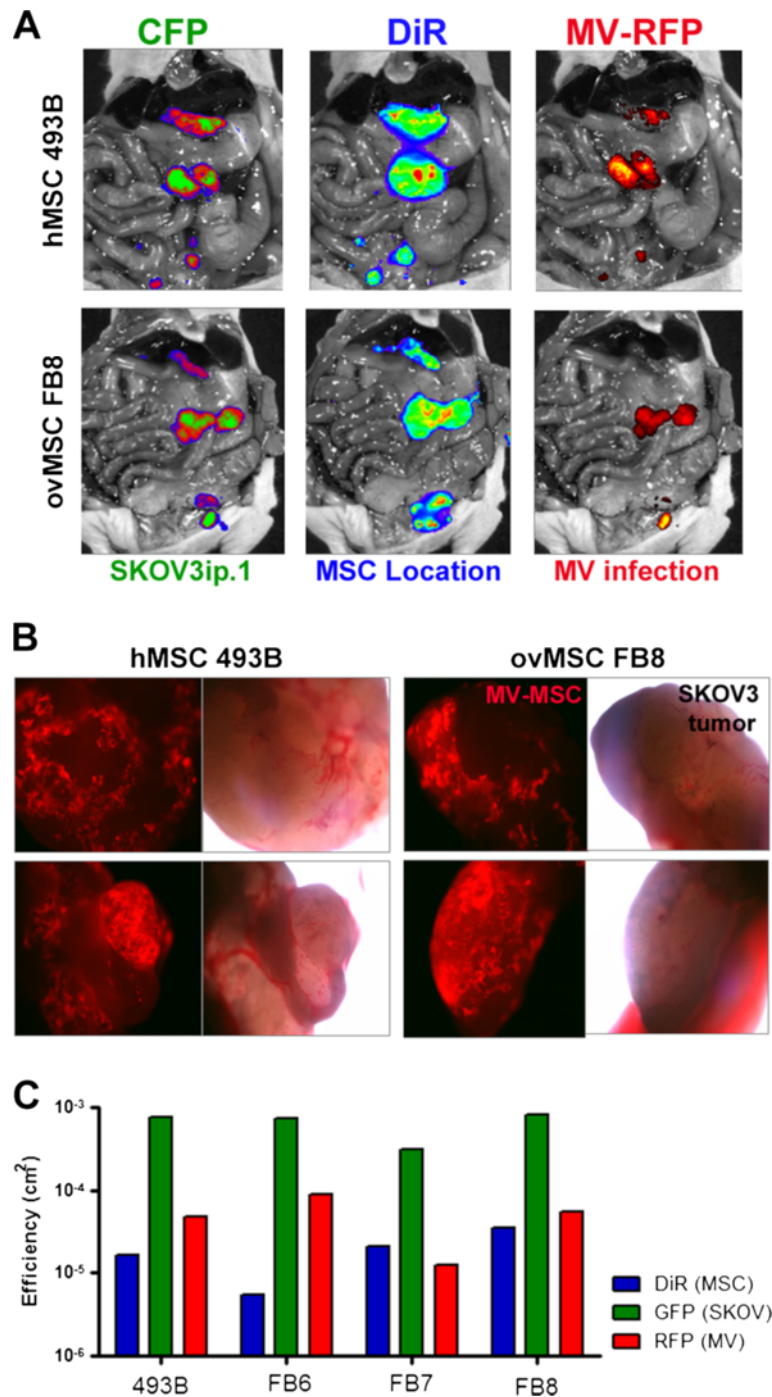 A
CFP DiR MV-RFP
hMSC 493B
ovMSC FB8
SKOV3ip.1 MSC Location MV infection
B
hMSC 493B ovMSC FB8
MV-MSC SKOV3
tumor
C
Efficiency (cm²)
10⁻³
10⁻⁴
10⁻⁵
10⁻⁶
493B FB6 FB7 FB8
DiR (MSC)
GFP (SKOV)
RFP (MV)